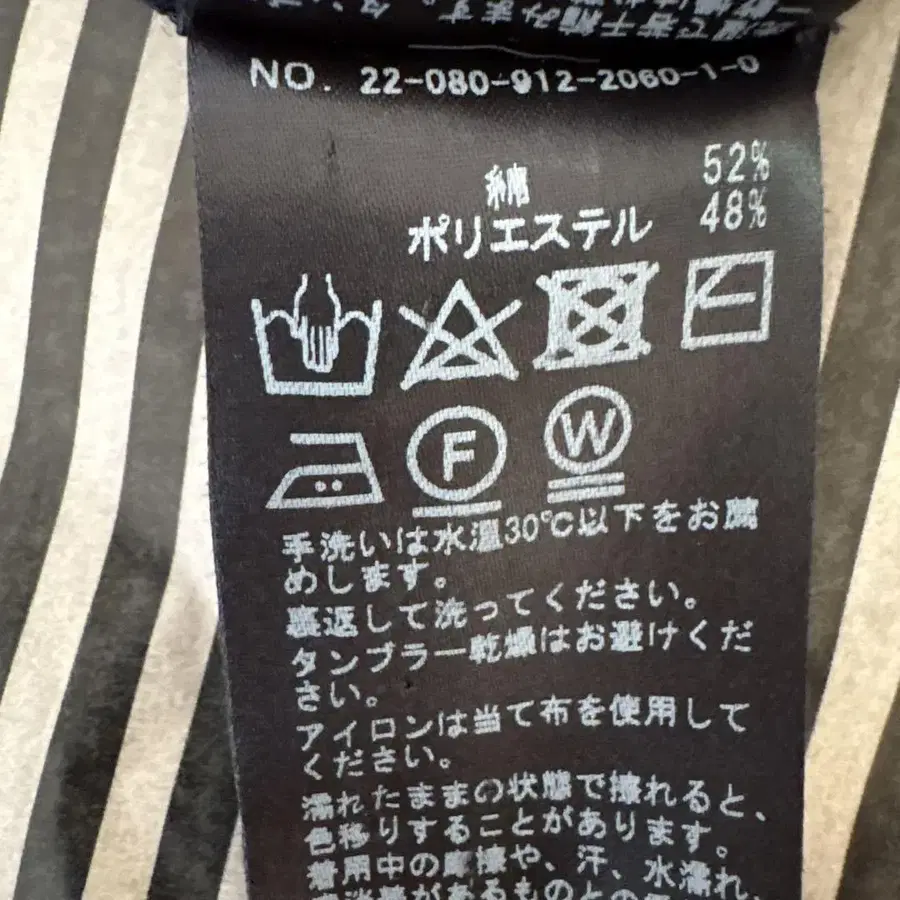 NO. 22-080-912-2060-1-0
綿 52%
ポリエステル 48%
F W
手洗いは水温30℃以下をお薦
めします。
裏返して洗ってください。
タンブラー乾燥はお避けくだ
さい。
アイロンは当て布を使用して
ください。
濡れたままの状態で擦れると、
色移りすることがあります。
着用中の摩擦や、汗、水濡れ、